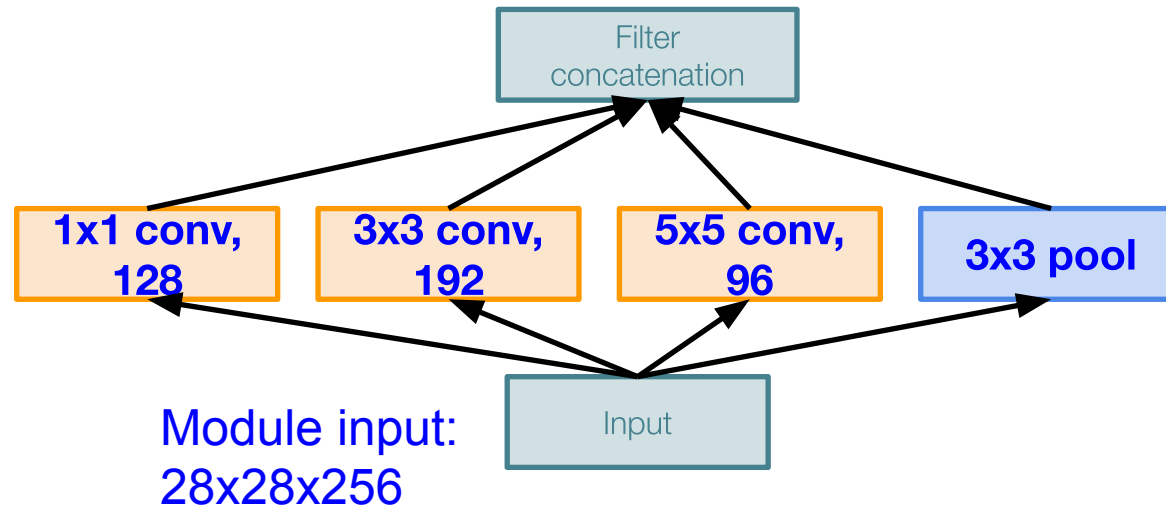 Filter
concatenation
1x1 conv,
128
3x3 conv,
192
5x5 conv,
96
3x3 pool
Input
Module input:
28x28x256